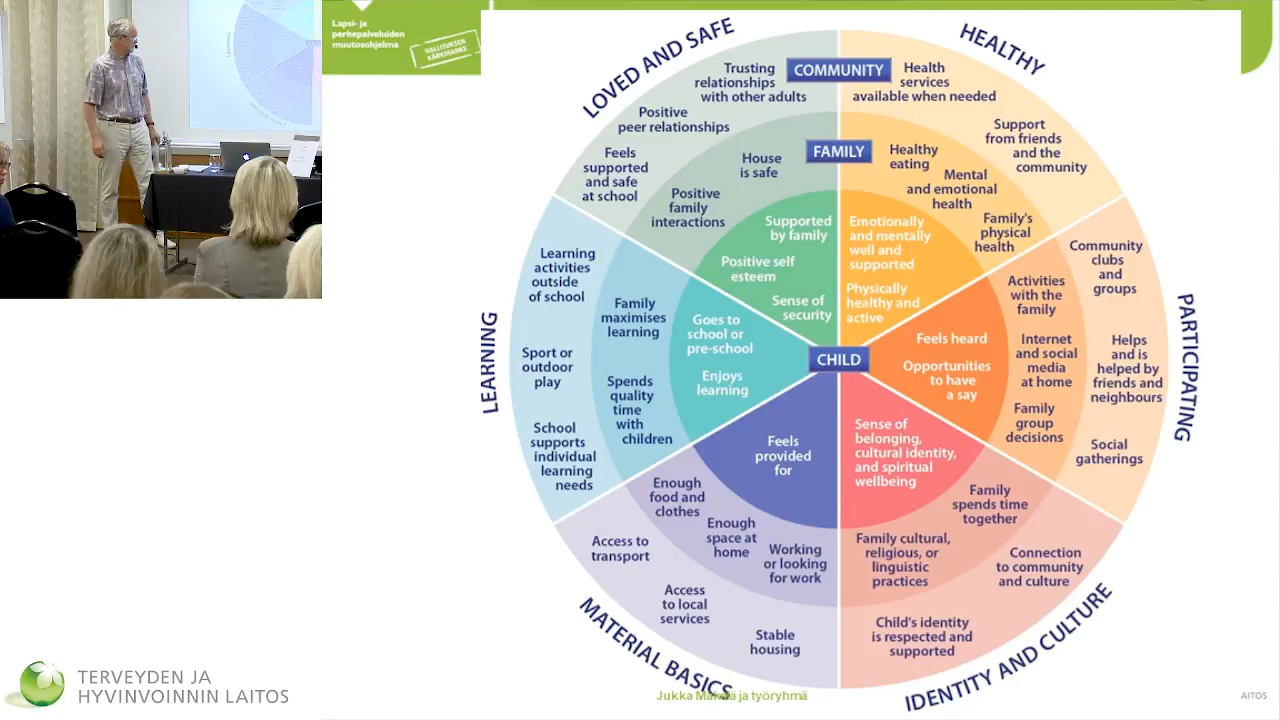 Lapsi- ja
perhepalveluiden
muutosohjelma
HALLITUKSEN
KÄRKIHANKE
LOVED AND SAFE
HEALTHY
COMMUNITY
Trusting
relationships
with other adults
Positive
peer relationships
Feels
supported
and safe
at school
Health
services
available when needed
Support
from friends
and the
community
FAMILY
House
is safe
Positive
family
interactions
Healthy
eating
Mental
and emotional
health
Family's
physical
health
Supported
by family
Positive self
esteem
Sense of
security
Emotionally
and mentally
well and
supported
Physically
healthy and
active
LEARNING
Learning
activities
outside
of school
Sport or
outdoor
play
School
supports
individual
learning
needs
Family
maximises
learning
Spends
quality
time
with
children
Goes to
school or
pre-school
Enjoys
learning
CHILD
Feels heard
Opportunities
to have
a say
Activities
with the
family
Internet
and social
media
at home
Family
group
decisions
Community
clubs
and
groups
Helps
and is
helped by
friends and
neighbours
Social
gatherings
PARTICIPATING
Feels
provided
for
Enough
food and
clothes
Enough
space at
home
Working
or looking
for work
Access to
transport
Access
to local
services
Stable
housing
MATERIAL BASICS
Sense of
belonging,
cultural identity,
and spiritual
wellbeing
Family
spends time
together
Family cultural,
religious, or
linguistic
practices
Connection
to community
and culture
Child's identity
is respected and
supported
IDENTITY AND CULTURE
Jukka Mäkelä ja työryhmä
AITOS
TERVEYDEN JA
HYVINVOINNIN LAITOS